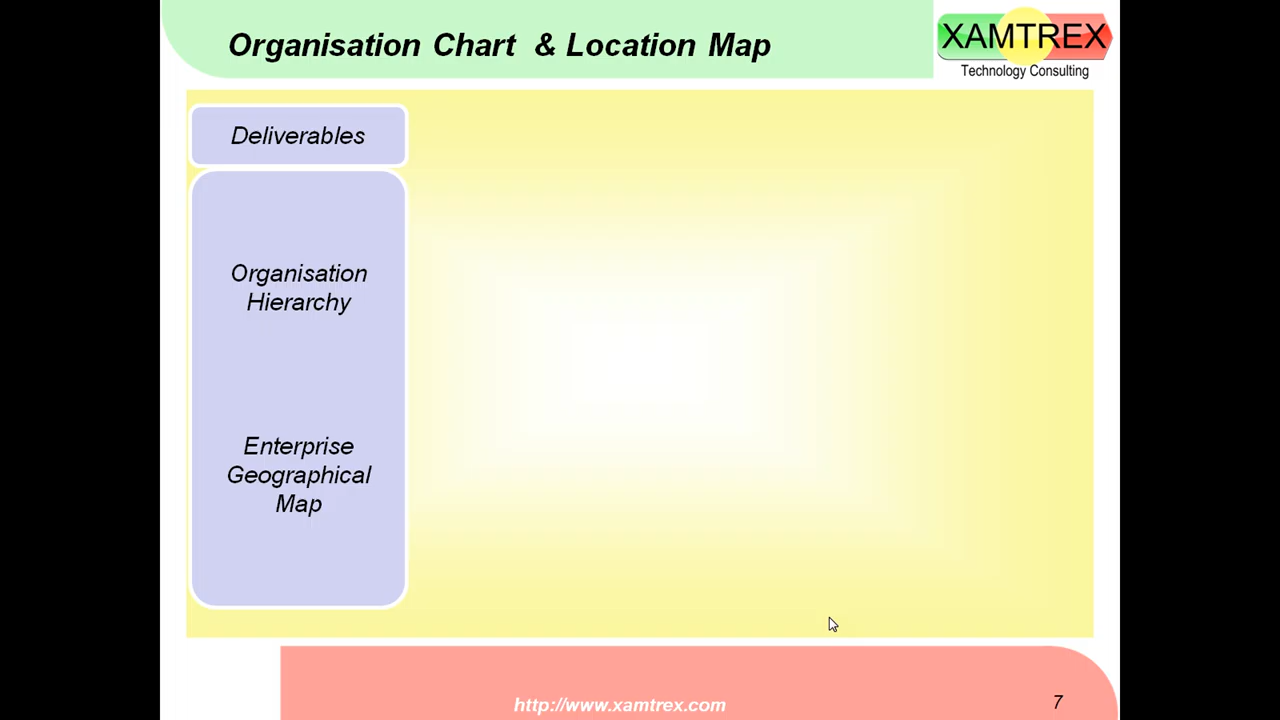 Organisation Chart & Location Map
XAMTREX
Technology Consulting
Deliverables
Organisation
Hierarchy
Enterprise
Geographical
Map
http://www.xamtrex.com
7